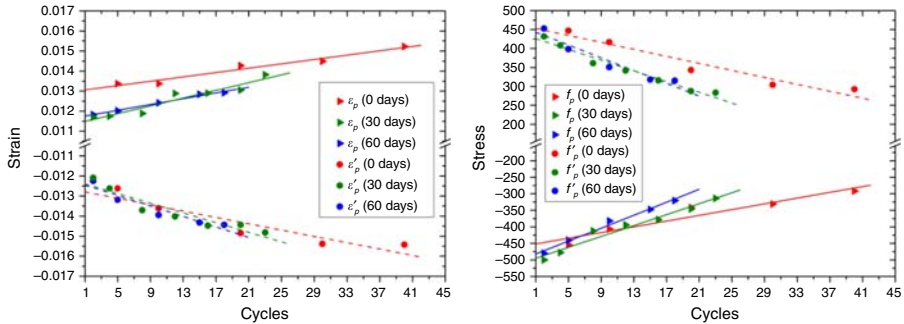 0.017
0.016
0.015
0.014
0.013
0.012
0.011
−0.011
−0.012
−0.013
−0.014
−0.015
−0.016
−0.017
Strain
1 5 9 13 17 21 25 29 33 37 41 45
Cycles
εp (0 days)
εp (30 days)
εp (60 days)
ε′p (0 days)
ε′p (30 days)
ε′p (60 days)
500
450
400
350
300
250
200
-200
-250
-300
−350
−400
−450
−500
−550
Stress
1 5 9 13 17 21 25 29 33 37 41 45
Cycles
fp (0 days)
fp (30 days)
fp (60 days)
f′p (0 days)
f′p (30 days)
f′p (60 days)